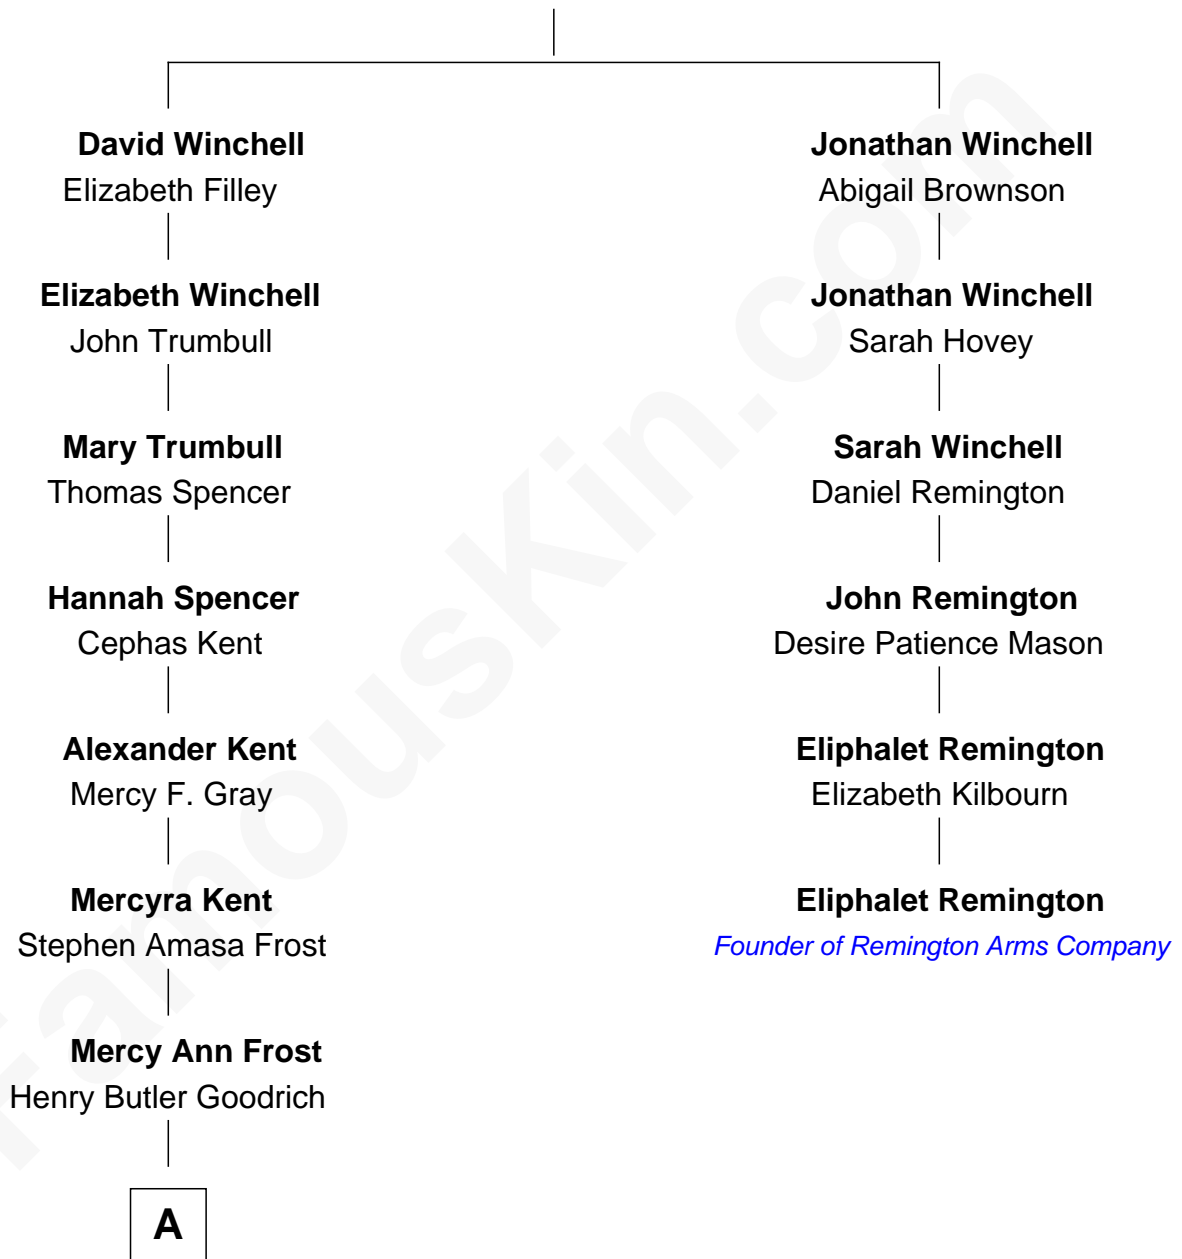 David Winchell
Elizabeth Filley
Elizabeth Winchell
John Trumbull
Mary Trumbull
Thomas Spencer
Hannah Spencer
Cephas Kent
Alexander Kent
Mercy F. Gray
Mercyra Kent
Stephen Amasa Frost
Mercy Ann Frost
Henry Butler Goodrich
A
Jonathan Winchell
Abigail Brownson
Jonathan Winchell
Sarah Hovey
Sarah Winchell
Daniel Remington
John Remington
Desire Patience Mason
Eliphalet Remington
Elizabeth Kilbourn
Eliphalet Remington
Founder of Remington Arms Company
FamousKin.com